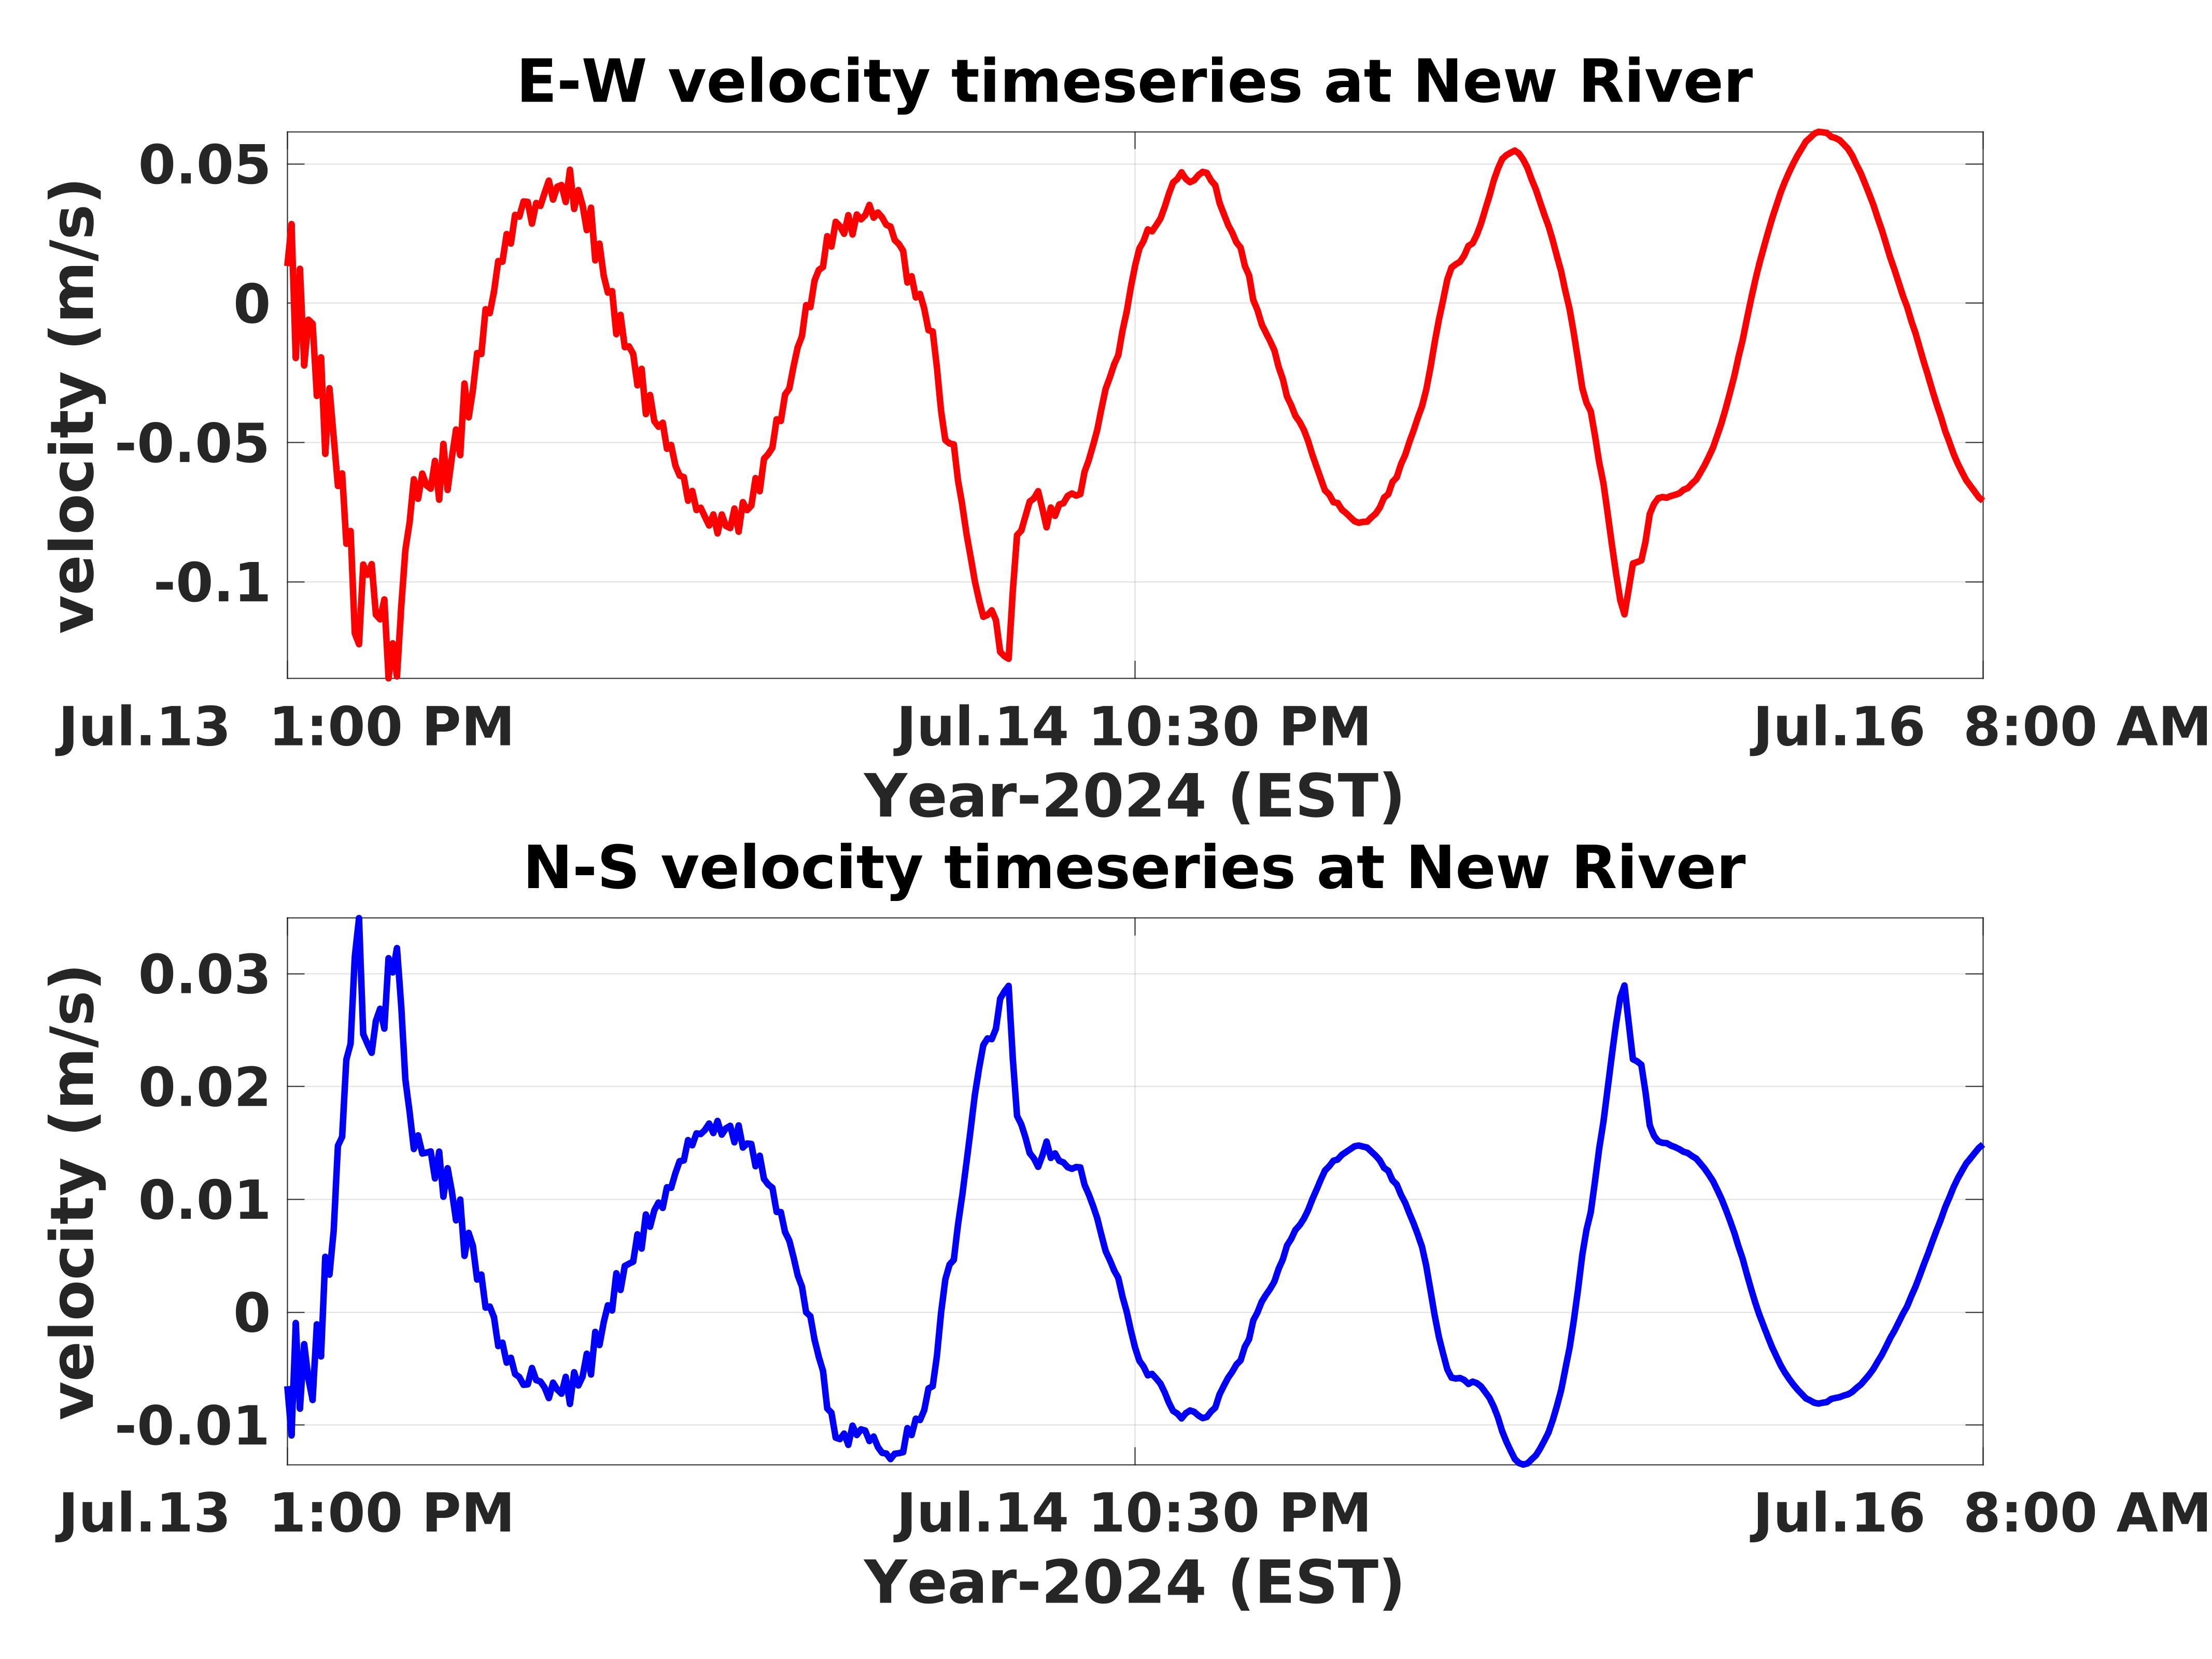 E-W velocity timeseries at New River
velocity (m/s)
0.05
0
-0.05
-0.1
Jul.13  1:00 PM
Jul.14 10:30 PM
Jul.16  8:00 AM
Year-2024 (EST)
N-S velocity timeseries at New River
velocity (m/s)
0.03
0.02
0.01
0
-0.01
Jul.13  1:00 PM
Jul.14 10:30 PM
Jul.16  8:00 AM
Year-2024 (EST)